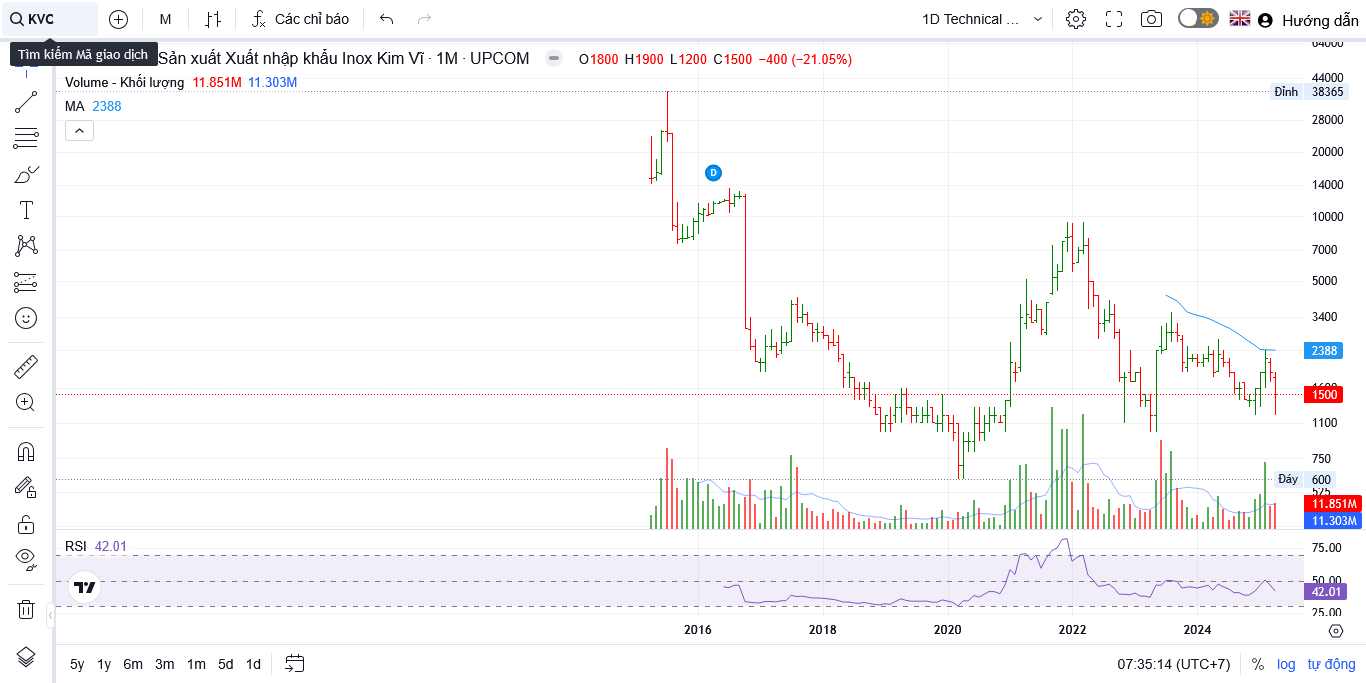 KVC M Các chỉ báo 1D Technical ... Hướng dẫn
Tìm kiếm Mã giao dịch Sản xuất Xuất nhập khẩu Inox Kim Vĩ · 1M · UPCOM O1800 H1900 L1200 C1500 −400 (−21.05%)
Volume - Khối lượng 11.851M 11.303M
MA 2388
D
64000
44000
Đỉnh 38365
28000
20000
14000
10000
7000
5000
3400
2388
1600
1500
1100
750
Đáy 600
525
11.851M
11.303M
RSI 42.01
75.00
50.00
42.01
25.00
2016 2018 2020 2022 2024
5y 1y 6m 3m 1m 5d 1d 07:35:14 (UTC+7) % log tự động